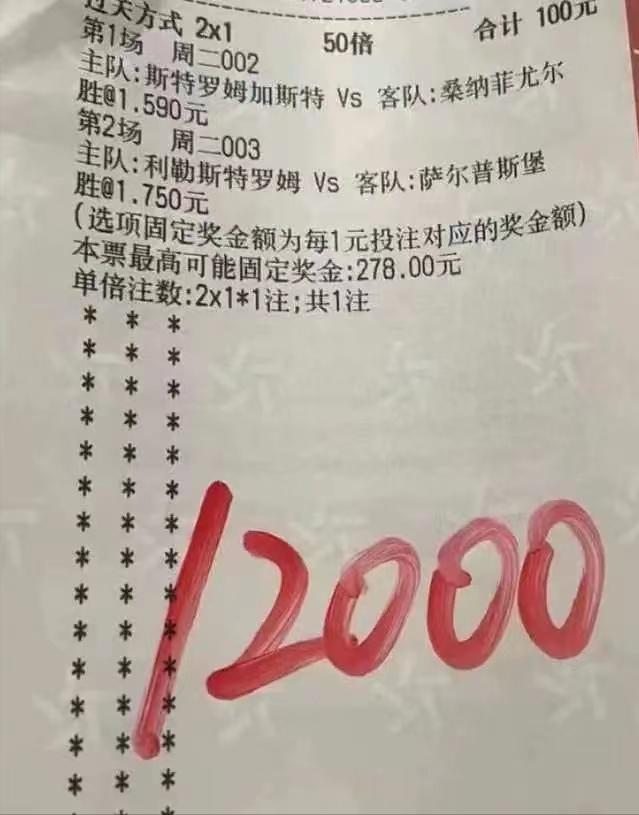 过关方式 2x1 50倍 合计 100元
第1场 周二002
主队:斯特罗姆加斯特 Vs 客队:桑纳菲尤尔
胜@1.590元
第2场 周二003
主队:利勒斯特罗姆 Vs 客队:萨尔普斯堡
胜@1.750元
(选项固定奖金额为每1元投注对应的奖金额)
本票最高可能固定奖金:278.00元
单倍注数:2x1*1注;共1注
* * *
* * *
* * *
* * *
* * *
* * *
* * *
* * *
* * *
* * *
* * *
* * *
* * *
* * *
12000